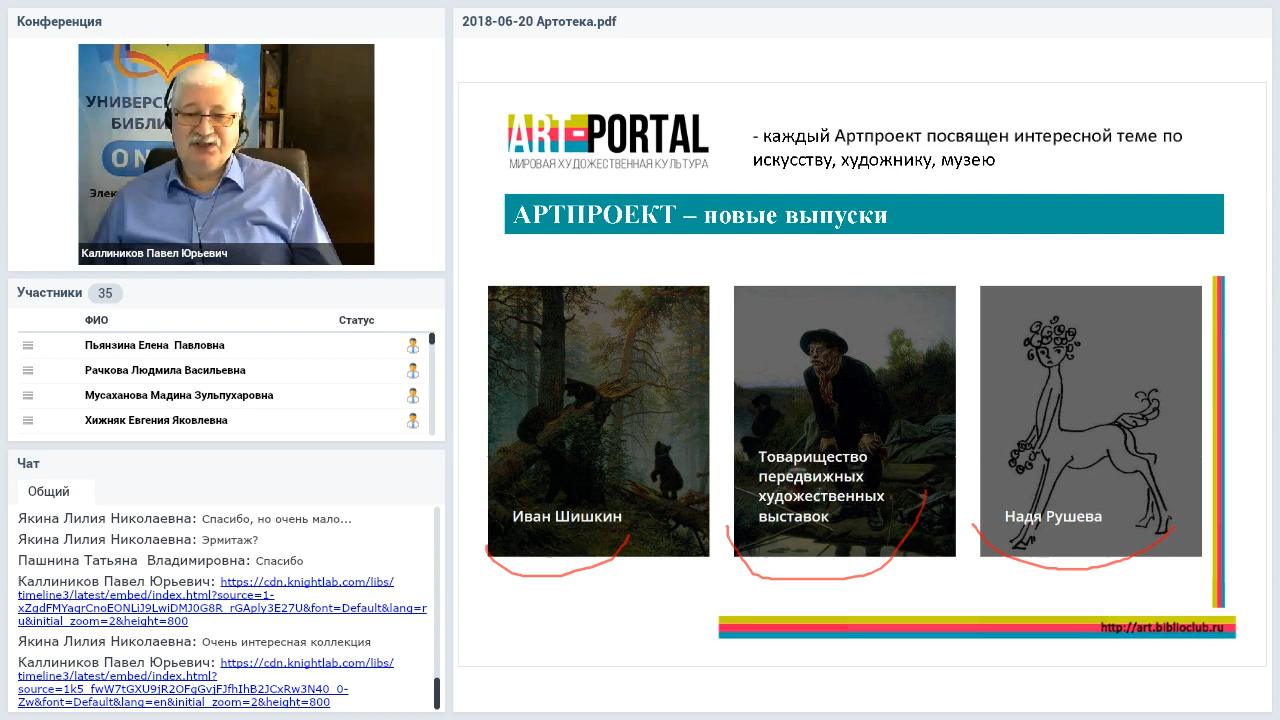 Конференция
УНИВЕРС
БИБЛИ
ON
Элек
Каллиников Павел Юрьевич
Участники 35
ФИО Статус
Пьянзина Елена Павловна
Рачкова Людмила Васильевна
Мусаханова Мадина Зульпухаровна
Хижняк Евгения Яковлевна
Чат
Общий
Якина Лилия Николаевна: Спасибо, но очень мало...
Якина Лилия Николаевна: Эрмитаж?
Пашнина Татьяна Владимировна: Спасибо
Каллиников Павел Юрьевич: https://cdn.knightlab.com/libs/
timeline3/latest/embed/index.html?source=1-
xZgdFMYaqrCnoEONLiJ9LwiDMJ0G8R_rGAply3E27U&font=Default&lang=r
u&initial_zoom=2&height=800
Якина Лилия Николаевна: Очень интересная коллекция
Каллиников Павел Юрьевич: https://cdn.knightlab.com/libs/
timeline3/latest/embed/index.html?
source=1k5_fwW7tGXU9jR2OFqGvjFJfhIhB2JCxRw3N40_0-
Zw&font=Default&lang=en&initial_zoom=2&height=800
2018-06-20 Артотека.pdf
ART-PORTAL
МИРОВАЯ ХУДОЖЕСТВЕННАЯ КУЛЬТУРА
- каждый Артпроект посвящен интересной теме по
искусству, художнику, музею
АРТПРОЕКТ – новые выпуски
Иван Шишкин
Товарищество
передвижных
художественных
выставок
Надя Рушева
http://art.biblioclub.ru